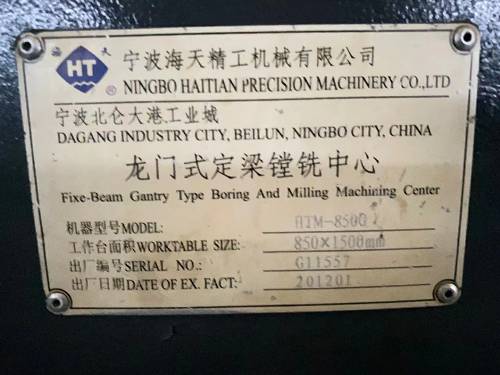 海 天
HT
®
宁波海天精工机械有限公司
NINGBO HAITIAN PRECISION MACHINERY CO.,LTD
宁波北仑大港工业城
DAGANG INDUSTRY CITY, BEILUN, NINGBO CITY, CHINA
龙门式定梁镗铣中心
Fixe-Beam Gantry Type Boring And Milling Machining Center
机器型号MODEL: HTM-850G
工作台面积WORKTABLE SIZE: 850×1500mm
出厂编号SERIAL NO.: G11557
出厂日期DATE OF EX. FACT: 201201